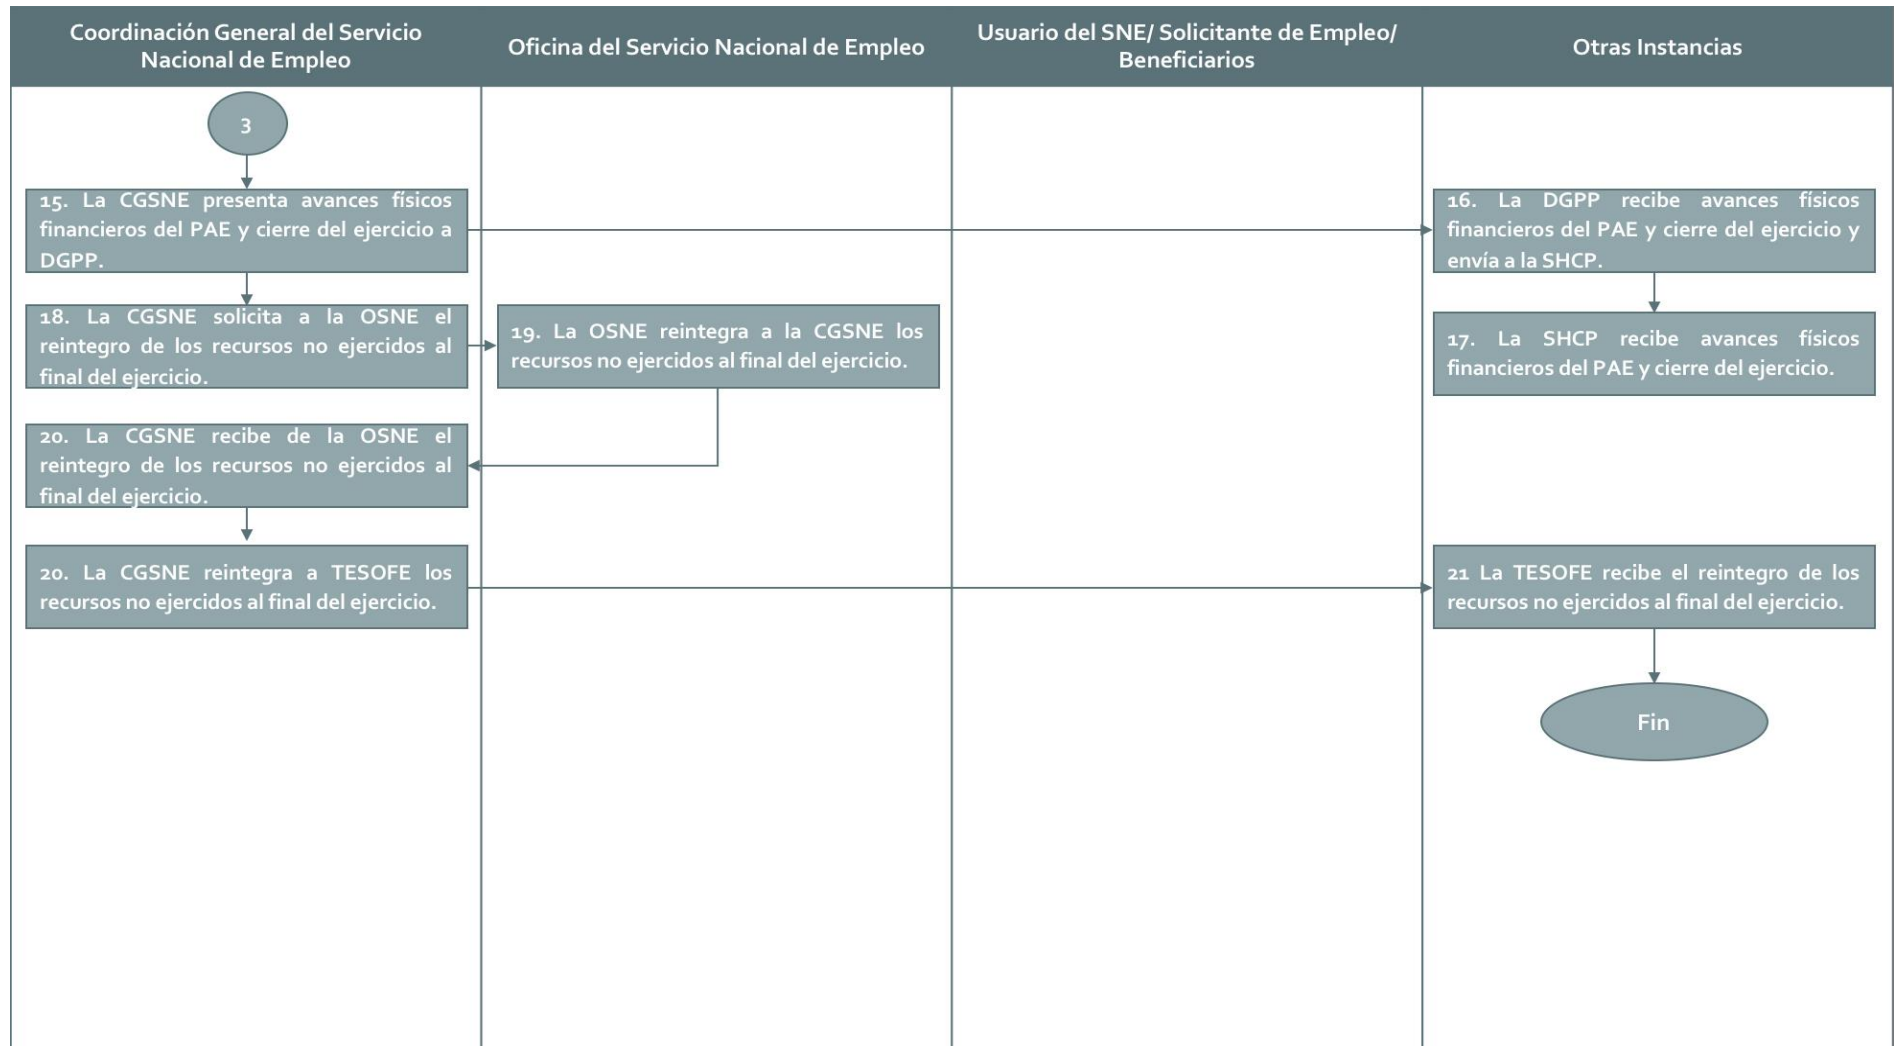 Coordinación General del Servicio
Nacional de Empleo
Oficina del Servicio Nacional de Empleo
Usuario del SNE/ Solicitante de Empleo/
Beneficiarios
Otras Instancias
3
15. La CGSNE presenta avances físicos
financieros del PAE y cierre del ejercicio a
DGPP.
16. La DGPP recibe avances físicos
financieros del PAE y cierre del ejercicio y
envía a la SHCP.
18. La CGSNE solicita a la OSNE el
reintegro de los recursos no ejercidos al
final del ejercicio.
19. La OSNE reintegra a la CGSNE los
recursos no ejercidos al final del ejercicio.
17. La SHCP recibe avances físicos
financieros del PAE y cierre del ejercicio.
20. La CGSNE recibe de la OSNE el
reintegro de los recursos no ejercidos al
final del ejercicio.
20. La CGSNE reintegra a TESOFE los
recursos no ejercidos al final del ejercicio.
21 La TESOFE recibe el reintegro de los
recursos no ejercidos al final del ejercicio.
Fin